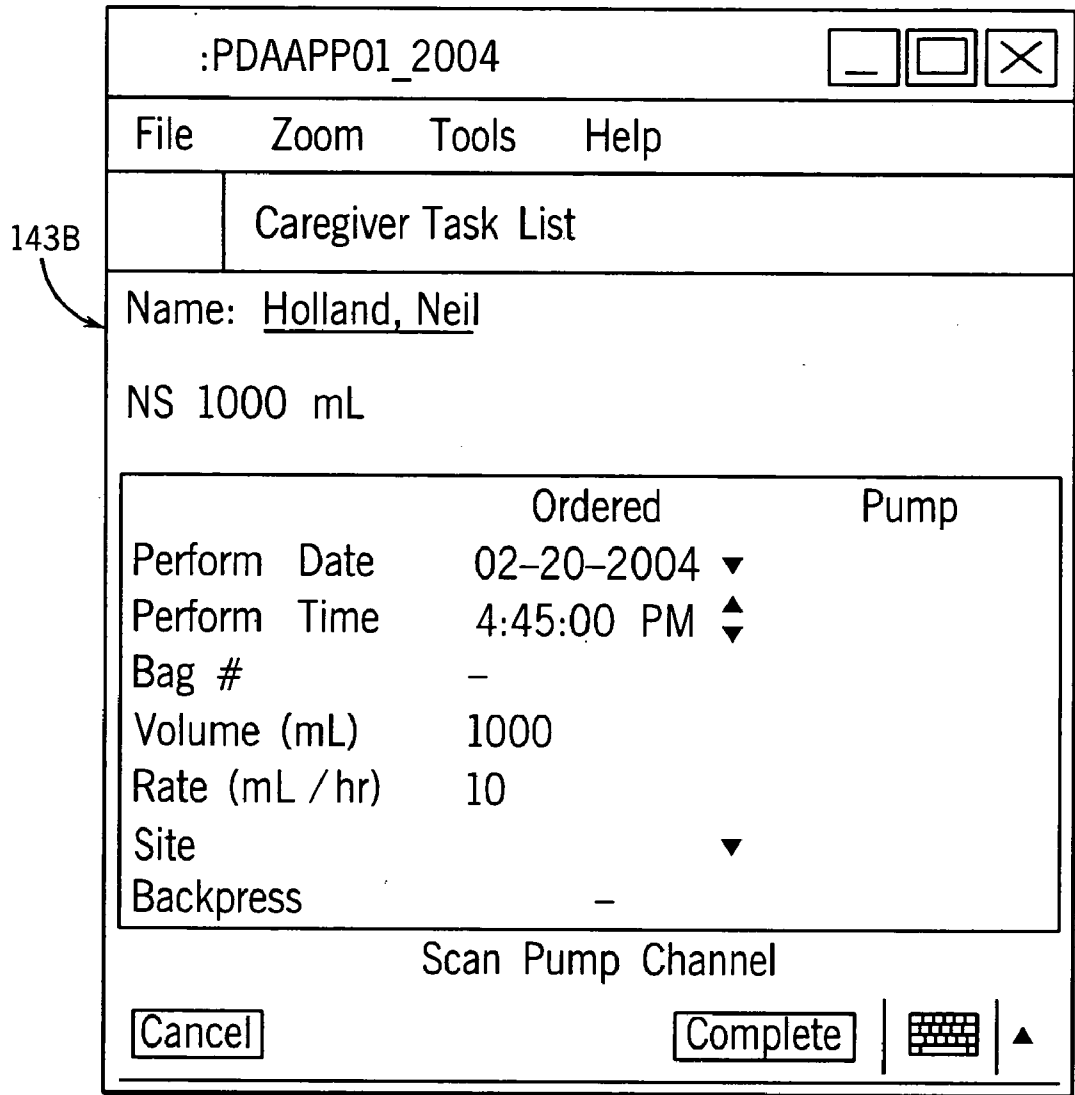 :PDAAPP01_2004
File Zoom Tools Help
Caregiver Task List
143B
Name: Holland, Neil
NS 1000 mL
Ordered Pump
Perform Date 02–20–2004 ▼
Perform Time 4:45:00 PM
Bag # –
Volume (mL) 1000
Rate (mL / hr) 10
Site ▼
Backpress –
Scan Pump Channel
Cancel Complete